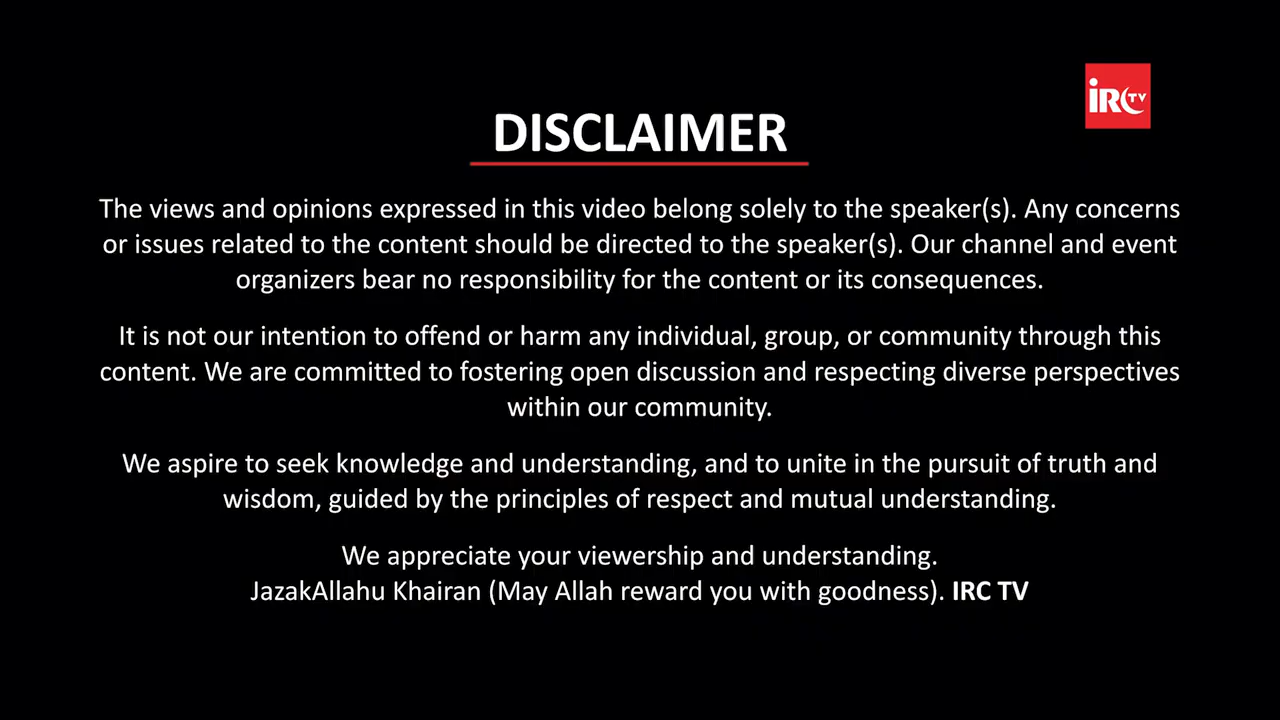 iRC TV
DISCLAIMER
The views and opinions expressed in this video belong solely to the speaker(s). Any concerns
or issues related to the content should be directed to the speaker(s). Our channel and event
organizers bear no responsibility for the content or its consequences.
It is not our intention to offend or harm any individual, group, or community through this
content. We are committed to fostering open discussion and respecting diverse perspectives
within our community.
We aspire to seek knowledge and understanding, and to unite in the pursuit of truth and
wisdom, guided by the principles of respect and mutual understanding.
We appreciate your viewership and understanding.
JazakAllahu Khairan (May Allah reward you with goodness). IRC TV